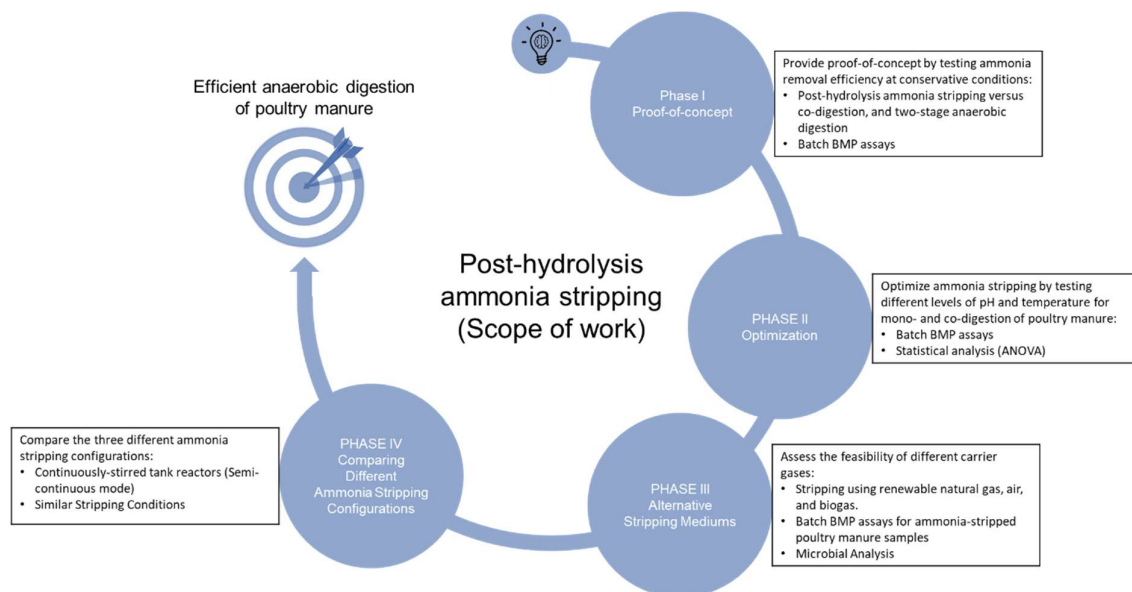 Efficient anaerobic digestion
of poultry manure
Phase I
Proof-of-concept
Provide proof-of-concept by testing ammonia
removal efficiency at conservative conditions:
• Post-hydrolysis ammonia stripping versus
co-digestion, and two-stage anaerobic
digestion
• Batch BMP assays
Post-hydrolysis
ammonia stripping
(Scope of work)
PHASE II
Optimization
Optimize ammonia stripping by testing
different levels of pH and temperature for
mono- and co-digestion of poultry manure:
• Batch BMP assays
• Statistical analysis (ANOVA)
PHASE III
Alternative
Stripping Mediums
Assess the feasibility of different carrier
gases:
• Stripping using renewable natural gas, air,
and biogas.
• Batch BMP assays for ammonia-stripped
poultry manure samples
• Microbial Analysis
PHASE IV
Comparing
Different
Ammonia Stripping
Configurations
Compare the three different ammonia
stripping configurations:
• Continuously-stirred tank reactors (Semi-
continuous mode)
• Similar Stripping Conditions